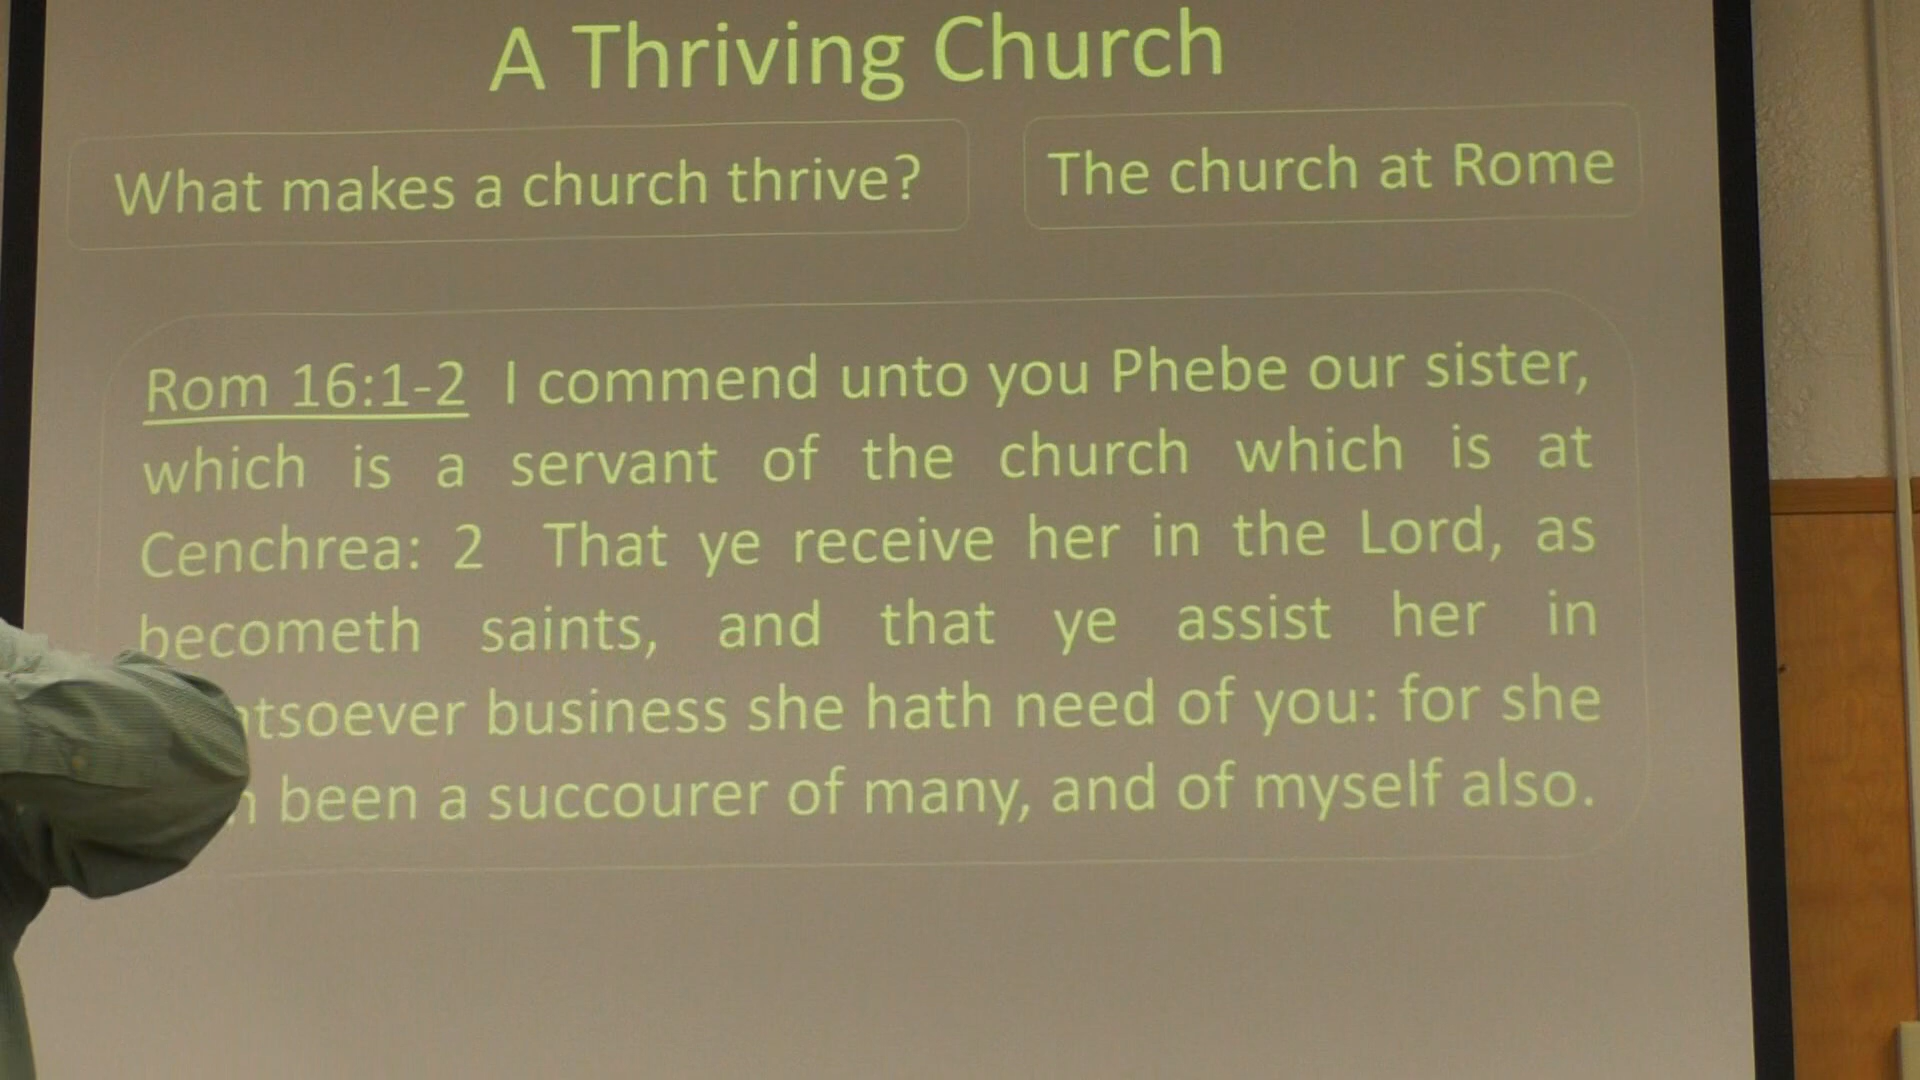 A Thriving Church
What makes a church thrive?
The church at Rome
Rom 16:1-2 I commend unto you Phebe our sister,
which is a servant of the church which is at
Cenchrea: 2 That ye receive her in the Lord, as
becometh saints, and that ye assist her in
tsoever business she hath need of you: for she
been a succourer of many, and of myself also.